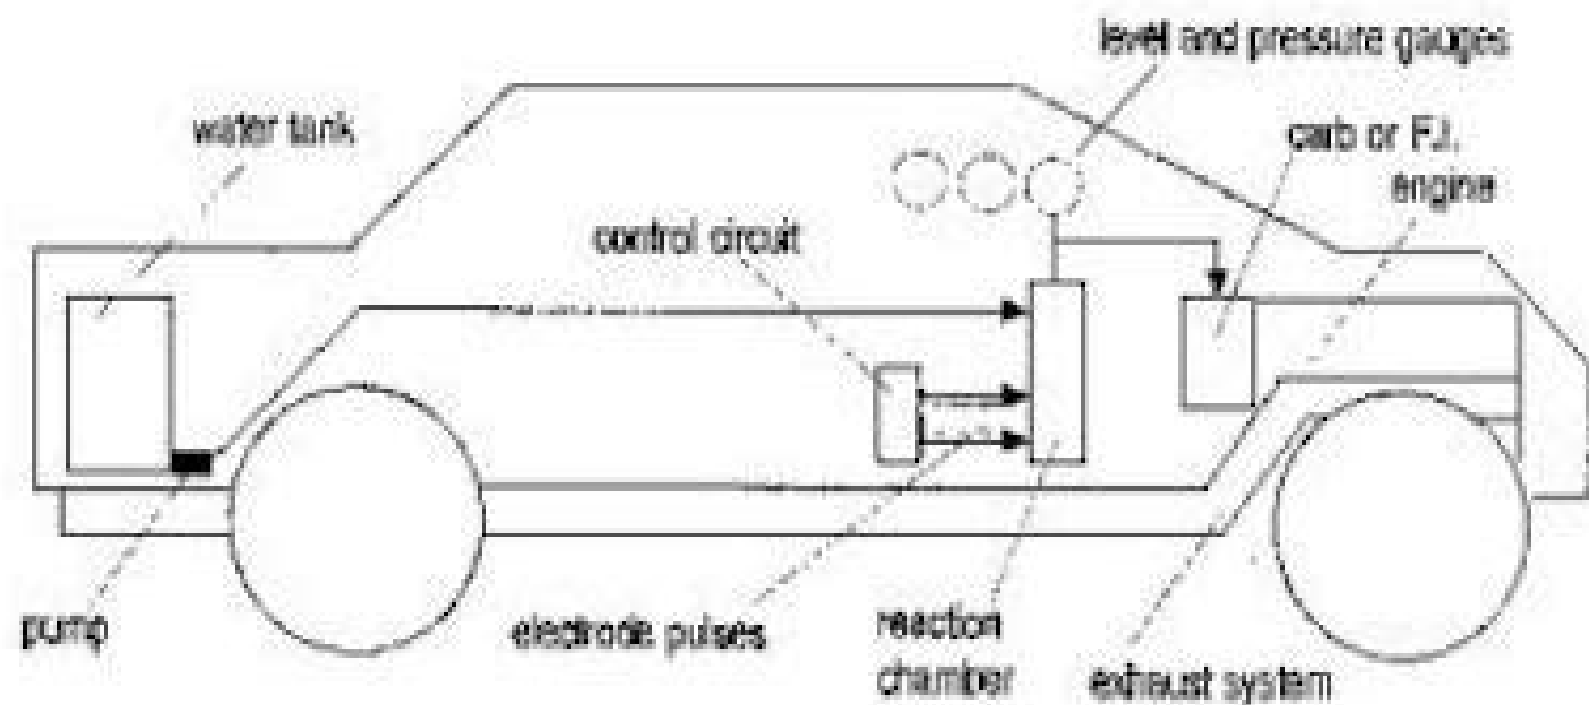 level and pressure gauges
water tank
carb or F.I.
engine
control circuit
pump
electrode pulses
reaction
chamber
exhaust system